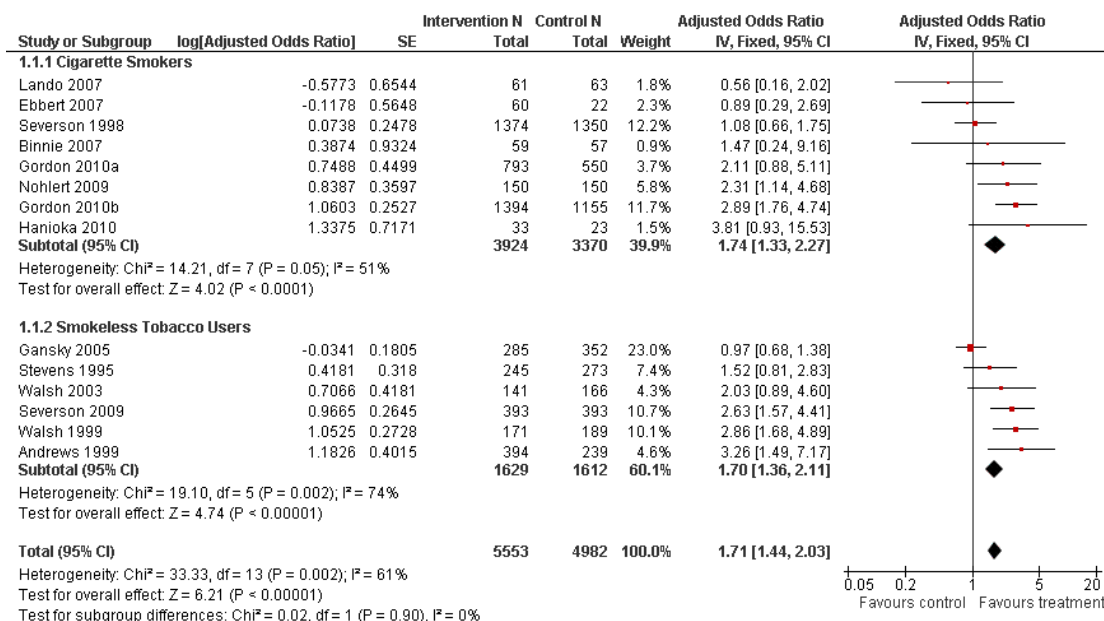 Intervention N Control N Adjusted Odds Ratio Adjusted Odds Ratio
Study or Subgroup log[Adjusted Odds Ratio] SE Total Total Weight IV, Fixed, 95% CI IV, Fixed, 95% CI
1.1.1 Cigarette Smokers
Lando 2007 -0.5773 0.6544 61 63 1.8% 0.56 [0.16, 2.02]
Ebbert 2007 -0.1178 0.5648 60 22 2.3% 0.89 [0.29, 2.69]
Severson 1998 0.0738 0.2478 1374 1350 12.2% 1.08 [0.66, 1.75]
Binnie 2007 0.3874 0.9324 59 57 0.9% 1.47 [0.24, 9.16]
Gordon 2010a 0.7488 0.4499 793 550 3.7% 2.11 [0.88, 5.11]
Nohlert 2009 0.8387 0.3597 150 150 5.8% 2.31 [1.14, 4.68]
Gordon 2010b 1.0603 0.2527 1394 1155 11.7% 2.89 [1.76, 4.74]
Hanioka 2010 1.3375 0.7171 33 23 1.5% 3.81 [0.93, 15.53]
Subtotal (95% CI) 3924 3370 39.9% 1.74 [1.33, 2.27]
Heterogeneity: Chi² = 14.21, df = 7 (P = 0.05); I² = 51%
Test for overall effect: Z = 4.02 (P < 0.0001)
1.1.2 Smokeless Tobacco Users
Gansky 2005 -0.0341 0.1805 285 352 23.0% 0.97 [0.68, 1.38]
Stevens 1995 0.4181 0.318 245 273 7.4% 1.52 [0.81, 2.83]
Walsh 2003 0.7066 0.4181 141 166 4.3% 2.03 [0.89, 4.60]
Severson 2009 0.9665 0.2645 393 393 10.7% 2.63 [1.57, 4.41]
Walsh 1999 1.0525 0.2728 171 189 10.1% 2.86 [1.68, 4.89]
Andrews 1999 1.1826 0.4015 394 239 4.6% 3.26 [1.49, 7.17]
Subtotal (95% CI) 1629 1612 60.1% 1.70 [1.36, 2.11]
Heterogeneity: Chi² = 19.10, df = 5 (P = 0.002); I² = 74%
Test for overall effect: Z = 4.74 (P < 0.00001)
Total (95% CI) 5553 4982 100.0% 1.71 [1.44, 2.03]
Heterogeneity: Chi² = 33.33, df = 13 (P = 0.002); I² = 61%
Test for overall effect: Z = 6.21 (P < 0.00001)
Test for subgroup differences: Chi² = 0.02, df = 1 (P = 0.90), I² = 0%
0.05 0.2 1 5 20
Favours control Favours treatment